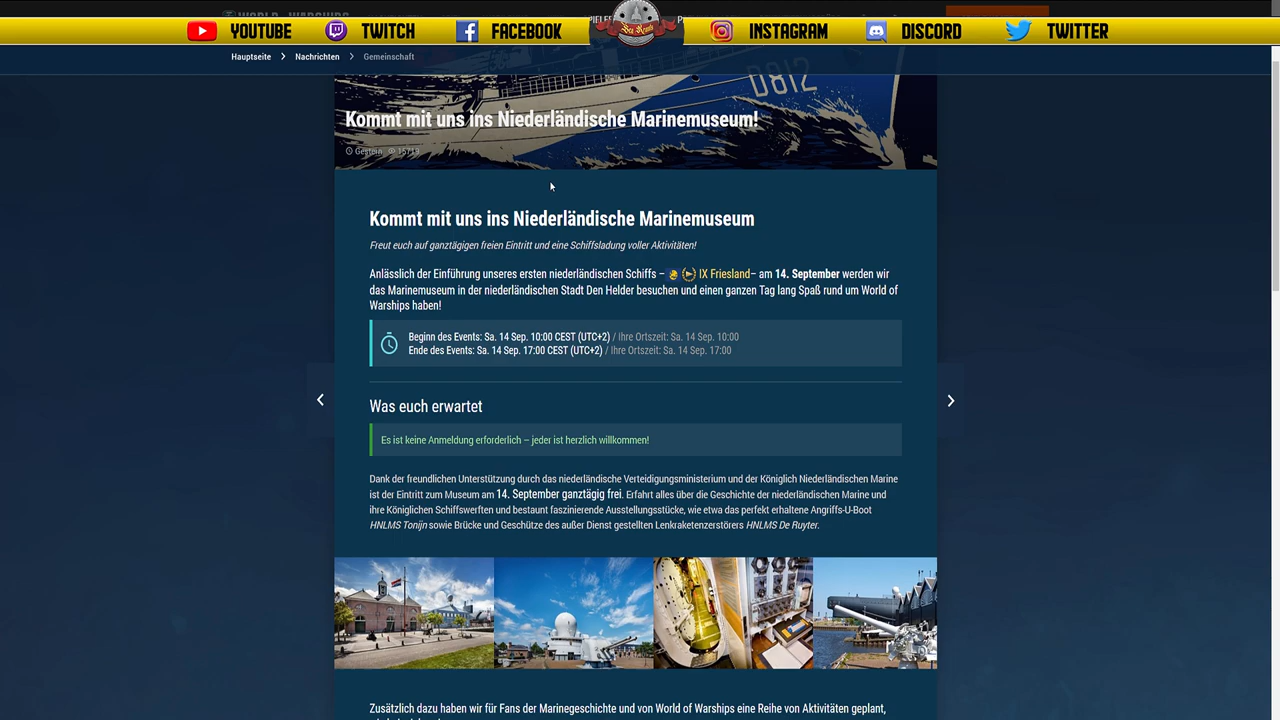 WORLD WARSHIPS
YOUTUBE TWITCH FACEBOOK INSTAGRAM DISCORD TWITTER
Hauptseite Nachrichten Gemeinschaft
D812
Kommt mit uns ins Niederländische Marinemuseum!
Gestern 15719
Kommt mit uns ins Niederländische Marinemuseum
Freut euch auf ganztägigen freien Eintritt und eine Schiffsladung voller Aktivitäten!
Anlässlich der Einführung unseres ersten niederländischen Schiffs – IX Friesland– am 14. September werden wir
das Marinemuseum in der niederländischen Stadt Den Helder besuchen und einen ganzen Tag lang Spaß rund um World of
Warships haben!
Beginn des Events: Sa. 14 Sep. 10:00 CEST (UTC+2) / Ihre Ortszeit: Sa. 14 Sep. 10:00
Ende des Events: Sa. 14 Sep. 17:00 CEST (UTC+2) / Ihre Ortszeit: Sa. 14 Sep. 17:00
Was euch erwartet
Es ist keine Anmeldung erforderlich – jeder ist herzlich willkommen!
Dank der freundlichen Unterstützung durch das niederländische Verteidigungsministerium und der Königlich Niederländischen Marine
ist der Eintritt zum Museum am 14. September ganztägig frei. Erfahrt alles über die Geschichte der niederländischen Marine und
ihre Königlichen Schiffswerften und bestaunt faszinierende Ausstellungsstücke, wie etwa das perfekt erhaltene Angriffs-U-Boot
HNLMS Tonijn sowie Brücke und Geschütze des außer Dienst gestellten Lenkraketenzerstörers HNLMS De Ruyter.
Zusätzlich dazu haben wir für Fans der Marinegeschichte und von World of Warships eine Reihe von Aktivitäten geplant,